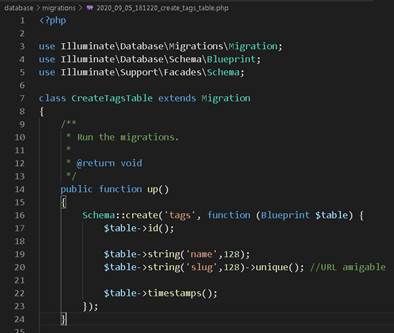 database > migrations > 2020_09_05_181220_create_tags_table.php
1 <?php
2
3 use Illuminate\Database\Migrations\Migration;
4 use Illuminate\Database\Schema\Blueprint;
5 use Illuminate\Support\Facades\Schema;
6
7 class CreateTagsTable extends Migration
8 {
9 /**
10 * Run the migrations.
11 *
12 * @return void
13 */
14 public function up()
15 {
16 Schema::create('tags', function (Blueprint $table) {
17 $table->id();
18
19 $table->string('name',128);
20 $table->string('slug',128)->unique(); //URL amigable
21
22 $table->timestamps();
23 });
24 }